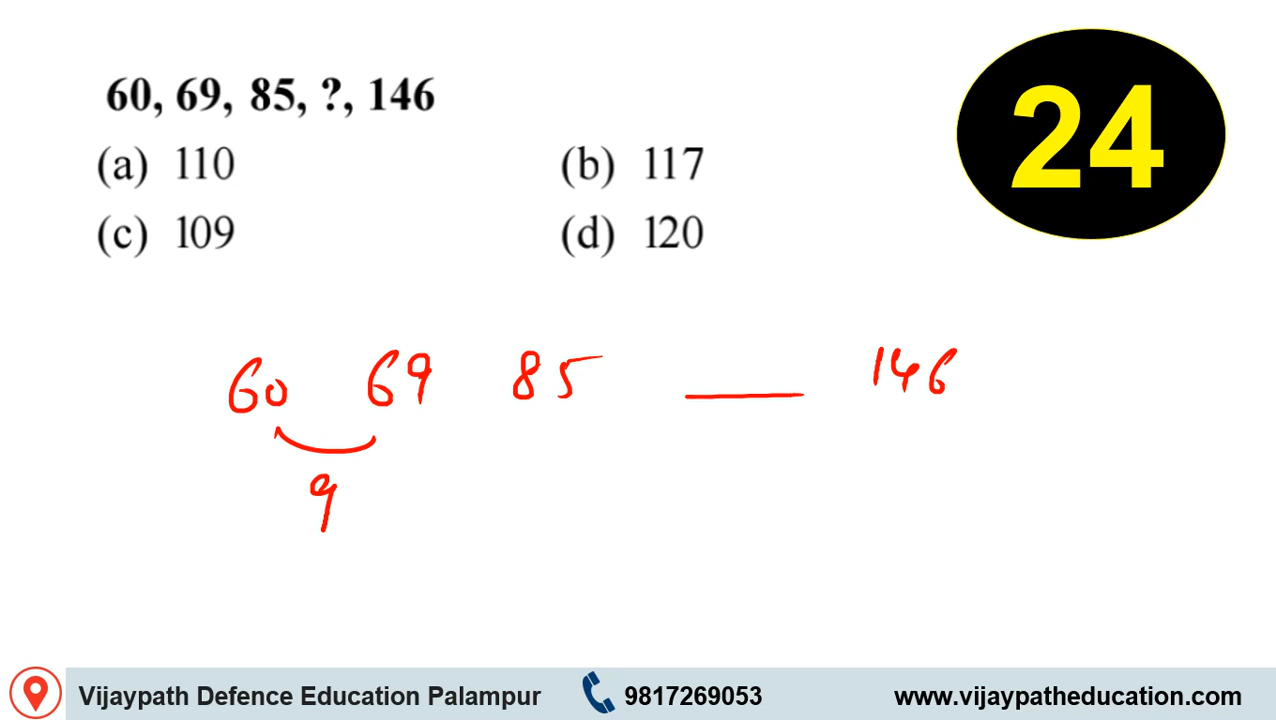 60, 69, 85, ?, 146
24
(a) 110 (b) 117
(c) 109 (d) 120
60 69 85 ___ 146
9
Vijaypath Defence Education Palampur 9817269053 www.vijaypatheducation.com